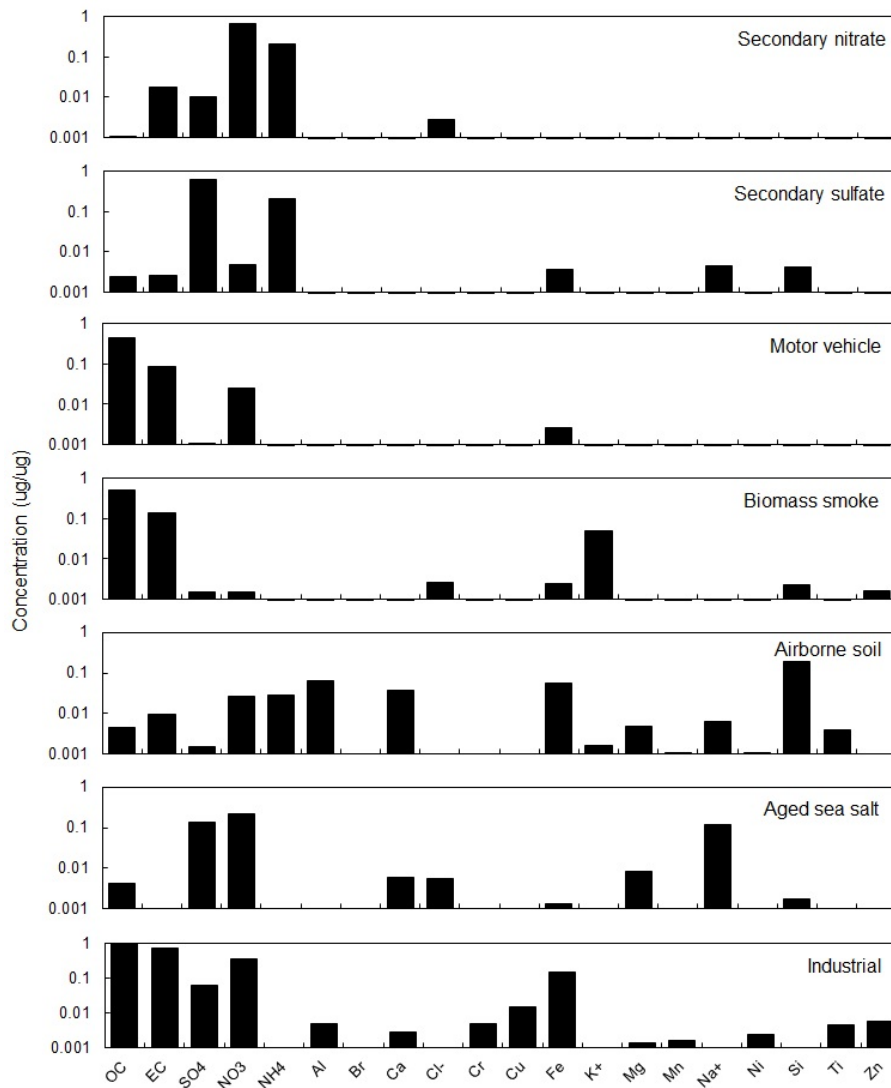 1
0.1
0.01
0.001
Secondary nitrate
1
0.1
0.01
0.001
Secondary sulfate
1
0.1
0.01
0.001
Motor vehicle
1
0.1
0.01
0.001
Biomass smoke
1
0.1
0.01
0.001
Airborne soil
1
0.1
0.01
0.001
Aged sea salt
1
0.1
0.01
0.001
Industrial
Concentration (ug/ug)
OC
EC
SO4
NO3
NH4
Al
Br
Ca
Cl-
Cr
Cu
Fe
K+
Mg
Mn
Na+
Ni
Si
Ti
Zn